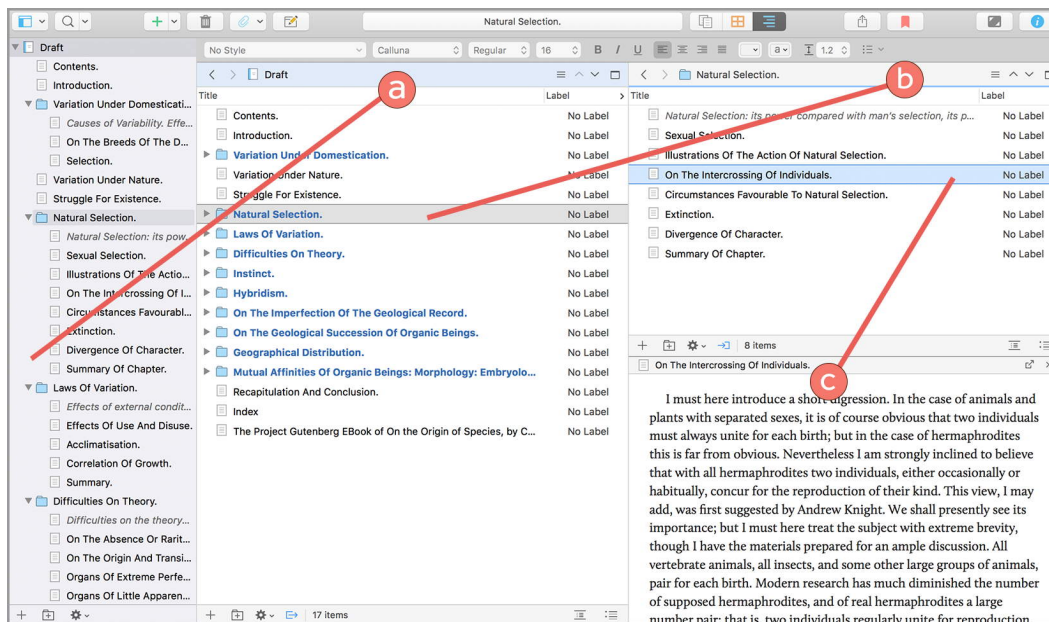 Natural Selection.
No Style Calluna Regular 16 B I U a 1.2
Draft
Contents.
Introduction.
Variation Under Domesticati...
Causes of Variability. Effe...
On The Breeds Of The D...
Selection.
Variation Under Nature.
Struggle For Existence.
Natural Selection.
Natural Selection: its pow...
Sexual Selection.
Illustrations Of The Actio...
On The Intercrossing Of I...
Circumstances Favourabl...
Extinction.
Divergence Of Character.
Summary Of Chapter.
Laws Of Variation.
Effects of external condit...
Effects Of Use And Disuse.
Acclimatisation.
Correlation Of Growth.
Summary.
Difficulties On Theory.
Difficulties on the theory...
On The Absence Or Rarit...
On The Origin And Transi...
Organs Of Extreme Perfe...
Organs Of Little Apparen...
Draft
Title Label
Contents. No Label
Introduction. No Label
Variation Under Domestication. No Label
Variation Under Nature. No Label
Struggle For Existence. No Label
Natural Selection. No Label
Laws Of Variation. No Label
Difficulties On Theory. No Label
Instinct. No Label
Hybridism. No Label
On The Imperfection Of The Geological Record. No Label
On The Geological Succession Of Organic Beings. No Label
Geographical Distribution. No Label
Mutual Affinities Of Organic Beings: Morphology: Embryolo... No Label
Recapitulation And Conclusion. No Label
Index No Label
The Project Gutenberg EBook of On the Origin of Species, by C... No Label
17 items
Natural Selection.
Title Label
Natural Selection: its power compared with man's selection, its p... No Label
Sexual Selection. No Label
Illustrations Of The Action Of Natural Selection. No Label
On The Intercrossing Of Individuals. No Label
Circumstances Favourable To Natural Selection. No Label
Extinction. No Label
Divergence Of Character. No Label
Summary Of Chapter. No Label
8 items
On The Intercrossing Of Individuals.
I must here introduce a short digression. In the case of animals and
plants with separated sexes, it is of course obvious that two individuals
must always unite for each birth; but in the case of hermaphrodites
this is far from obvious. Nevertheless I am strongly inclined to believe
that with all hermaphrodites two individuals, either occasionally or
habitually, concur for the reproduction of their kind. This view, I may
add, was first suggested by Andrew Knight. We shall presently see its
importance; but I must here treat the subject with extreme brevity,
though I have the materials prepared for an ample discussion. All
vertebrate animals, all insects, and some other large groups of animals,
pair for each birth. Modern research has much diminished the number
of supposed hermaphrodites, and of real hermaphrodites a large
number pair; that is, two individuals regularly unite for reproduction
a
b
c